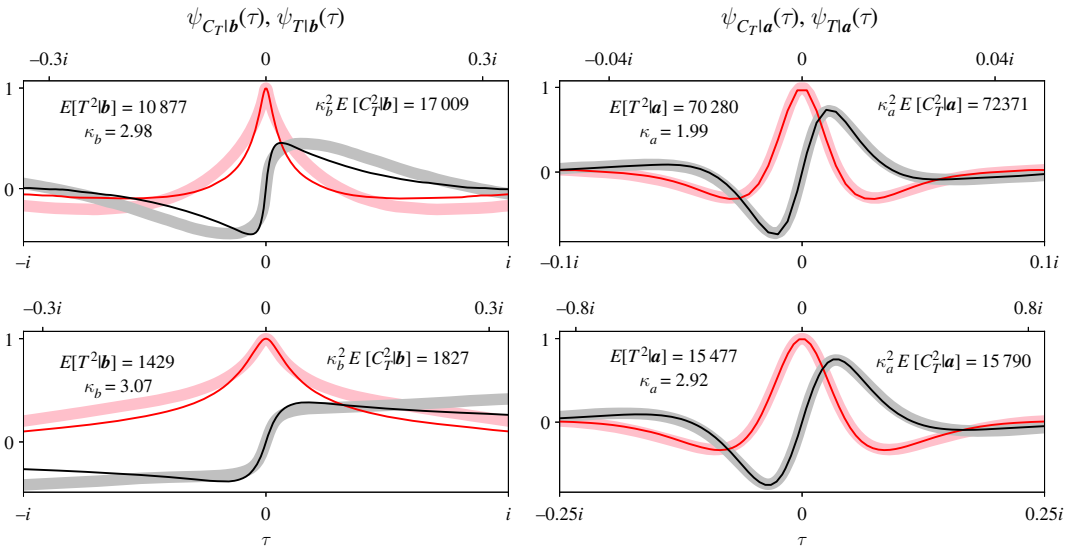 ψ_{C_T|b}(τ), ψ_{T|b}(τ)
ψ_{C_T|a}(τ), ψ_{T|a}(τ)
–0.3i 0 0.3i
–0.04i 0 0.04i
1
E[T²|b] = 10 877
κ_b = 2.98
κ_b² E [C_T²|b] = 17 009
0
–i 0 i
1
E[T²|a] = 70 280
κ_a = 1.99
κ_a² E [C_T²|a] = 72371
0
–0.1i 0 0.1i
–0.3i 0 0.3i
–0.8i 0 0.8i
1
E[T²|b] = 1429
κ_b = 3.07
κ_b² E [C_T²|b] = 1827
0
–i 0 i
τ
1
E[T²|a] = 15 477
κ_a = 2.92
κ_a² E [C_T²|a] = 15 790
0
–0.25i 0 0.25i
τ